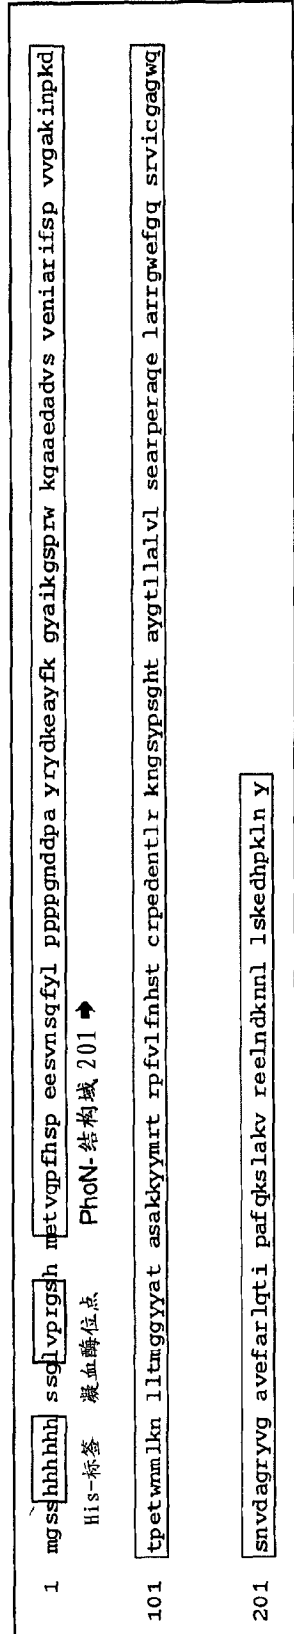 1 mgsshhhhhh ssglvprgsh metvqpfhsp eesvnsqfyl ppppgnddpa yrydkeayfk gyaikgsprw kqaaedadvs veniarifsp vvgakinpkd
His-标签 凝血酶位点 PhoN-结构域 201 ➔
101 tpetwnmlkn lltmggyyat asakkyymrt rpfvlfnhst crpedentlr kngsypsght aygtllalvl searperaqe larrgwefgq srvicgagwq
201 snvdagryvg avefarlqti pafqkslakv reelndknnl lskedhpkln y